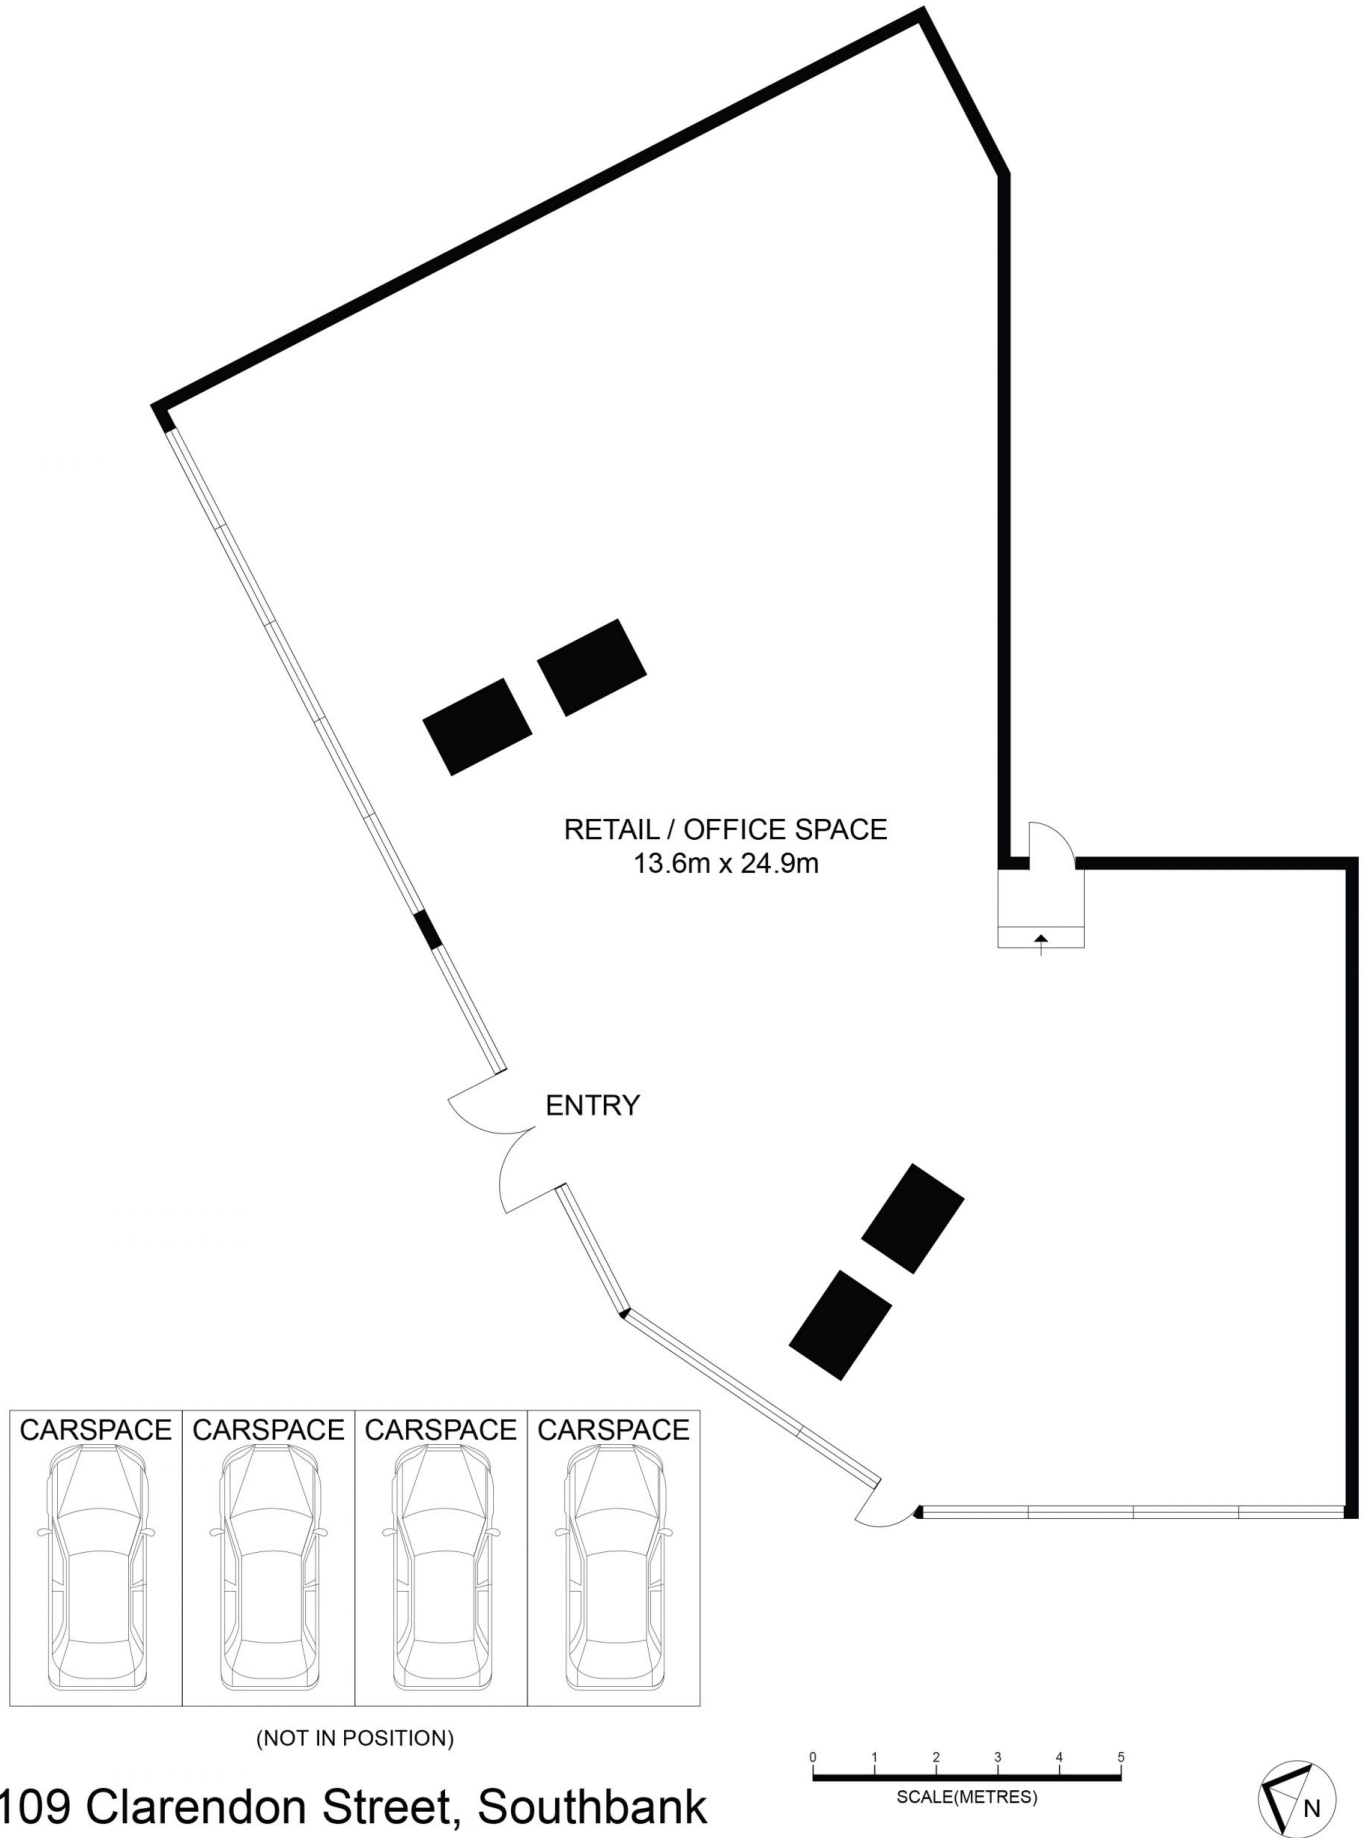 RETAIL / OFFICE SPACE
13.6m x 24.9m
ENTRY
CARSPACE CARSPACE CARSPACE CARSPACE
(NOT IN POSITION)
0 1 2 3 4 5
SCALE(METRES)
109 Clarendon Street, Southbank
N